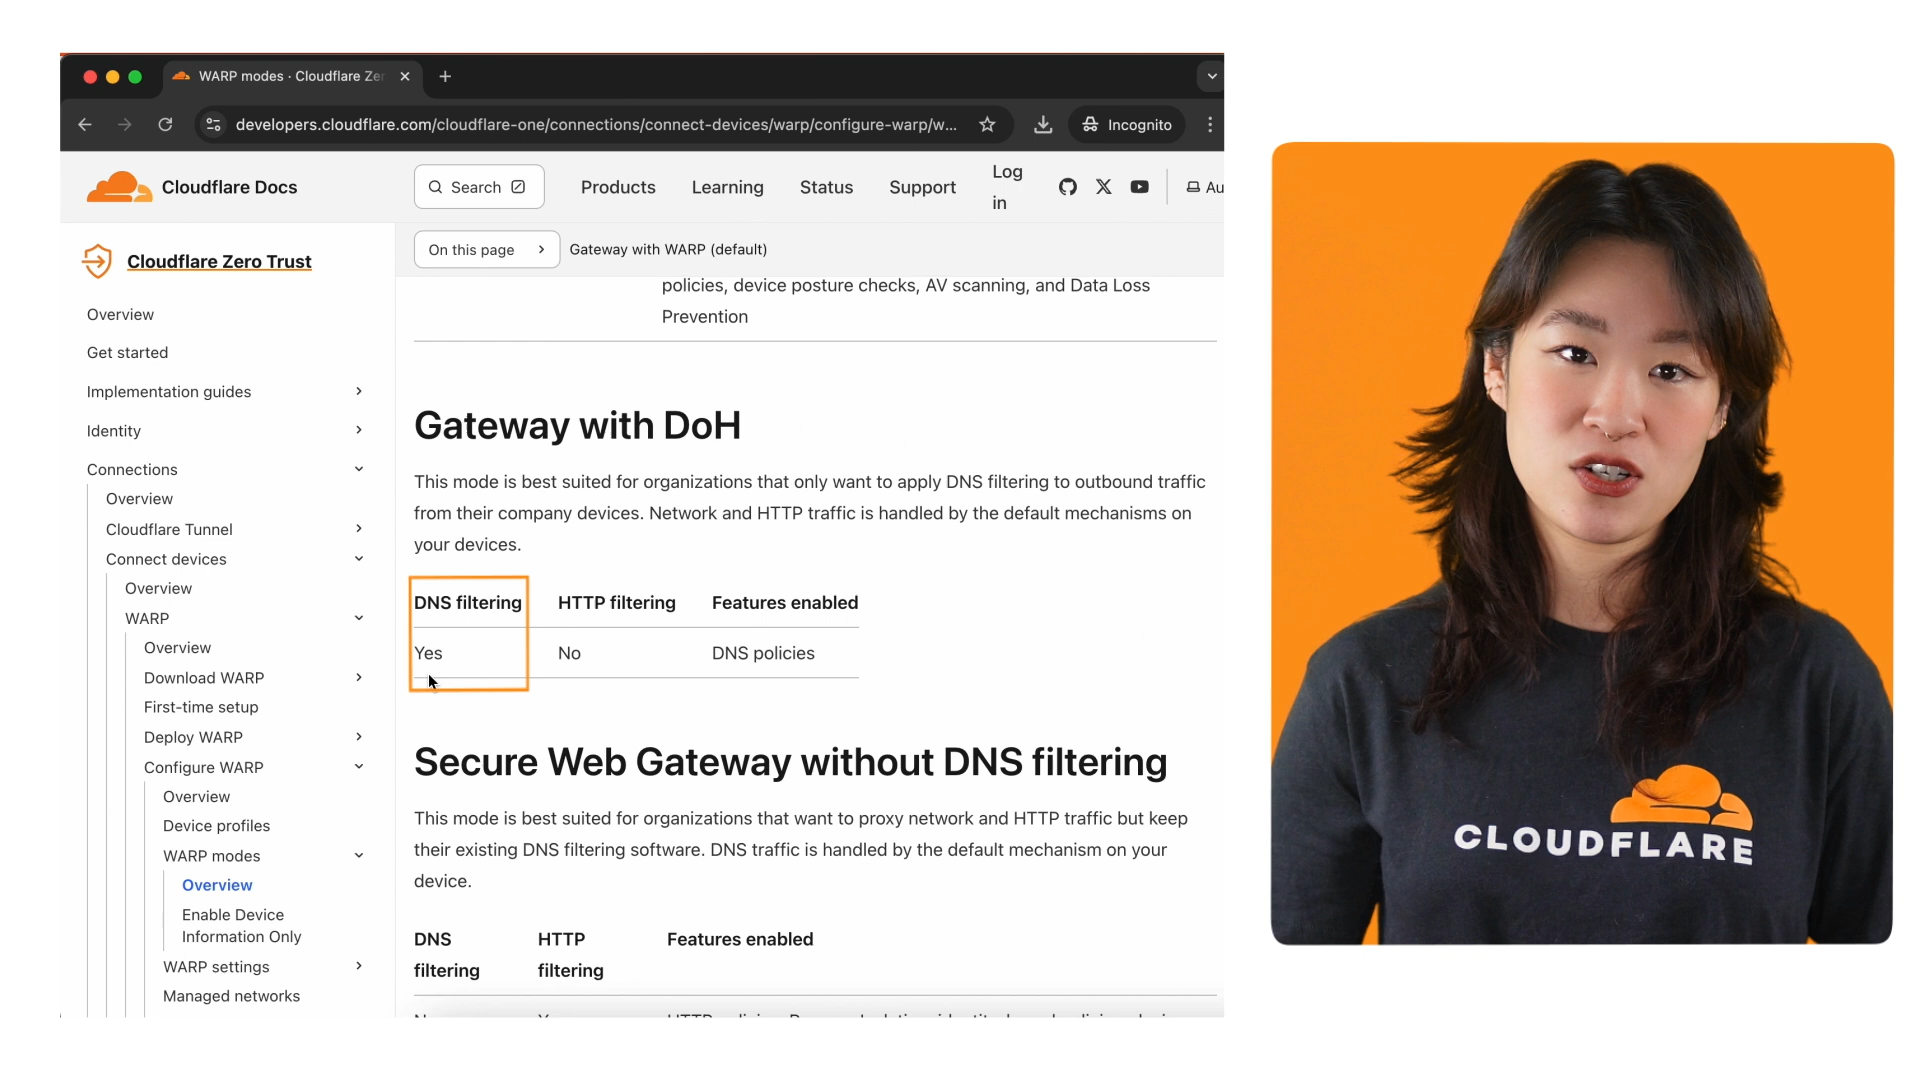 WARP modes · Cloudflare Zer
developers.cloudflare.com/cloudflare-one/connections/connect-devices/warp/configure-warp/w...
Incognito
Cloudflare Docs
Search
Products
Learning
Status
Support
Log
in
Au
Cloudflare Zero Trust
Overview
Get started
Implementation guides
Identity
Connections
Overview
Cloudflare Tunnel
Connect devices
Overview
WARP
Overview
Download WARP
First-time setup
Deploy WARP
Configure WARP
Overview
Device profiles
WARP modes
Overview
Enable Device
Information Only
WARP settings
Managed networks
On this page
Gateway with WARP (default)
policies, device posture checks, AV scanning, and Data Loss
Prevention
Gateway with DoH
This mode is best suited for organizations that only want to apply DNS filtering to outbound traffic
from their company devices. Network and HTTP traffic is handled by the default mechanisms on
your devices.
DNS filtering HTTP filtering Features enabled
Yes No DNS policies
Secure Web Gateway without DNS filtering
This mode is best suited for organizations that want to proxy network and HTTP traffic but keep
their existing DNS filtering software. DNS traffic is handled by the default mechanism on your
device.
DNS HTTP Features enabled
filtering filtering
CLOUDFLARE